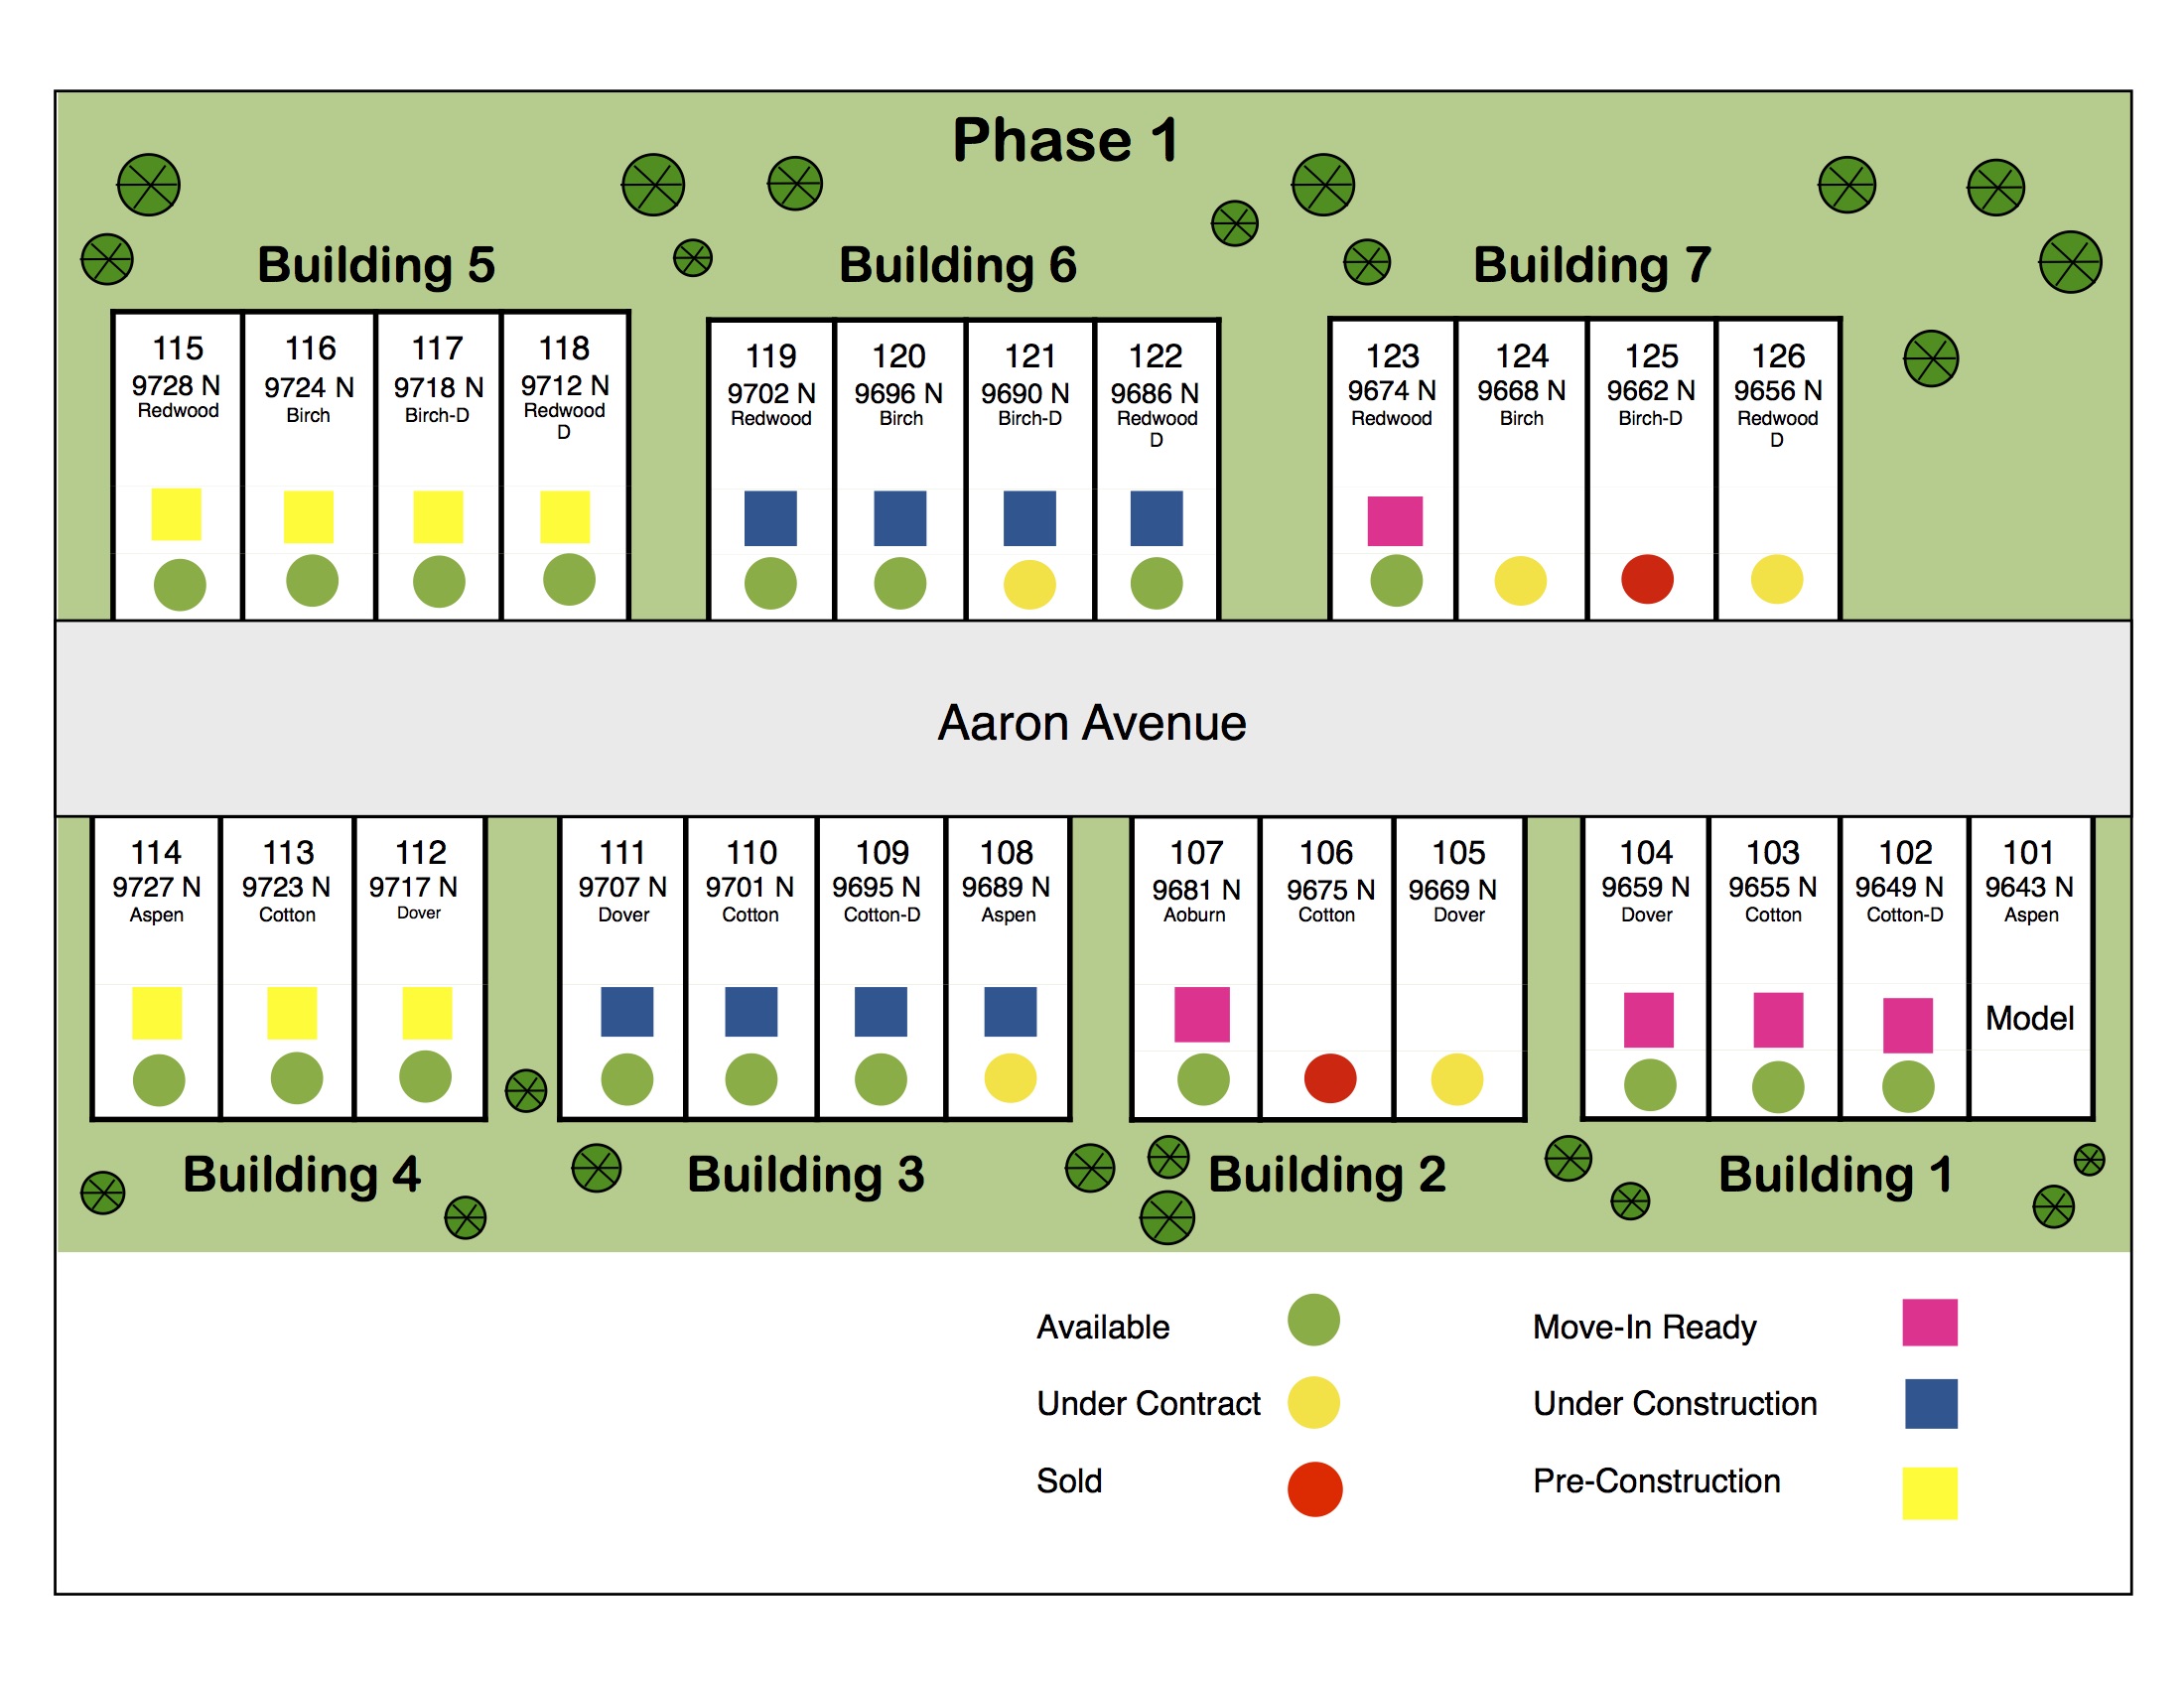 Phase 1
Building 5
Building 6
Building 7
115
9728 N
Redwood
116
9724 N
Birch
117
9718 N
Birch-D
118
9712 N
Redwood
D
119
9702 N
Redwood
120
9696 N
Birch
121
9690 N
Birch-D
122
9686 N
Redwood
D
123
9674 N
Redwood
124
9668 N
Birch
125
9662 N
Birch-D
126
9656 N
Redwood
D
Aaron Avenue
114
9727 N
Aspen
113
9723 N
Cotton
112
9717 N
Dover
111
9707 N
Dover
110
9701 N
Cotton
109
9695 N
Cotton-D
108
9689 N
Aspen
107
9681 N
Aoburn
106
9675 N
Cotton
105
9669 N
Dover
104
9659 N
Dover
103
9655 N
Cotton
102
9649 N
Cotton-D
101
9643 N
Aspen
Model
Building 4
Building 3
Building 2
Building 1
Available
Move-In Ready
Under Contract
Under Construction
Sold
Pre-Construction